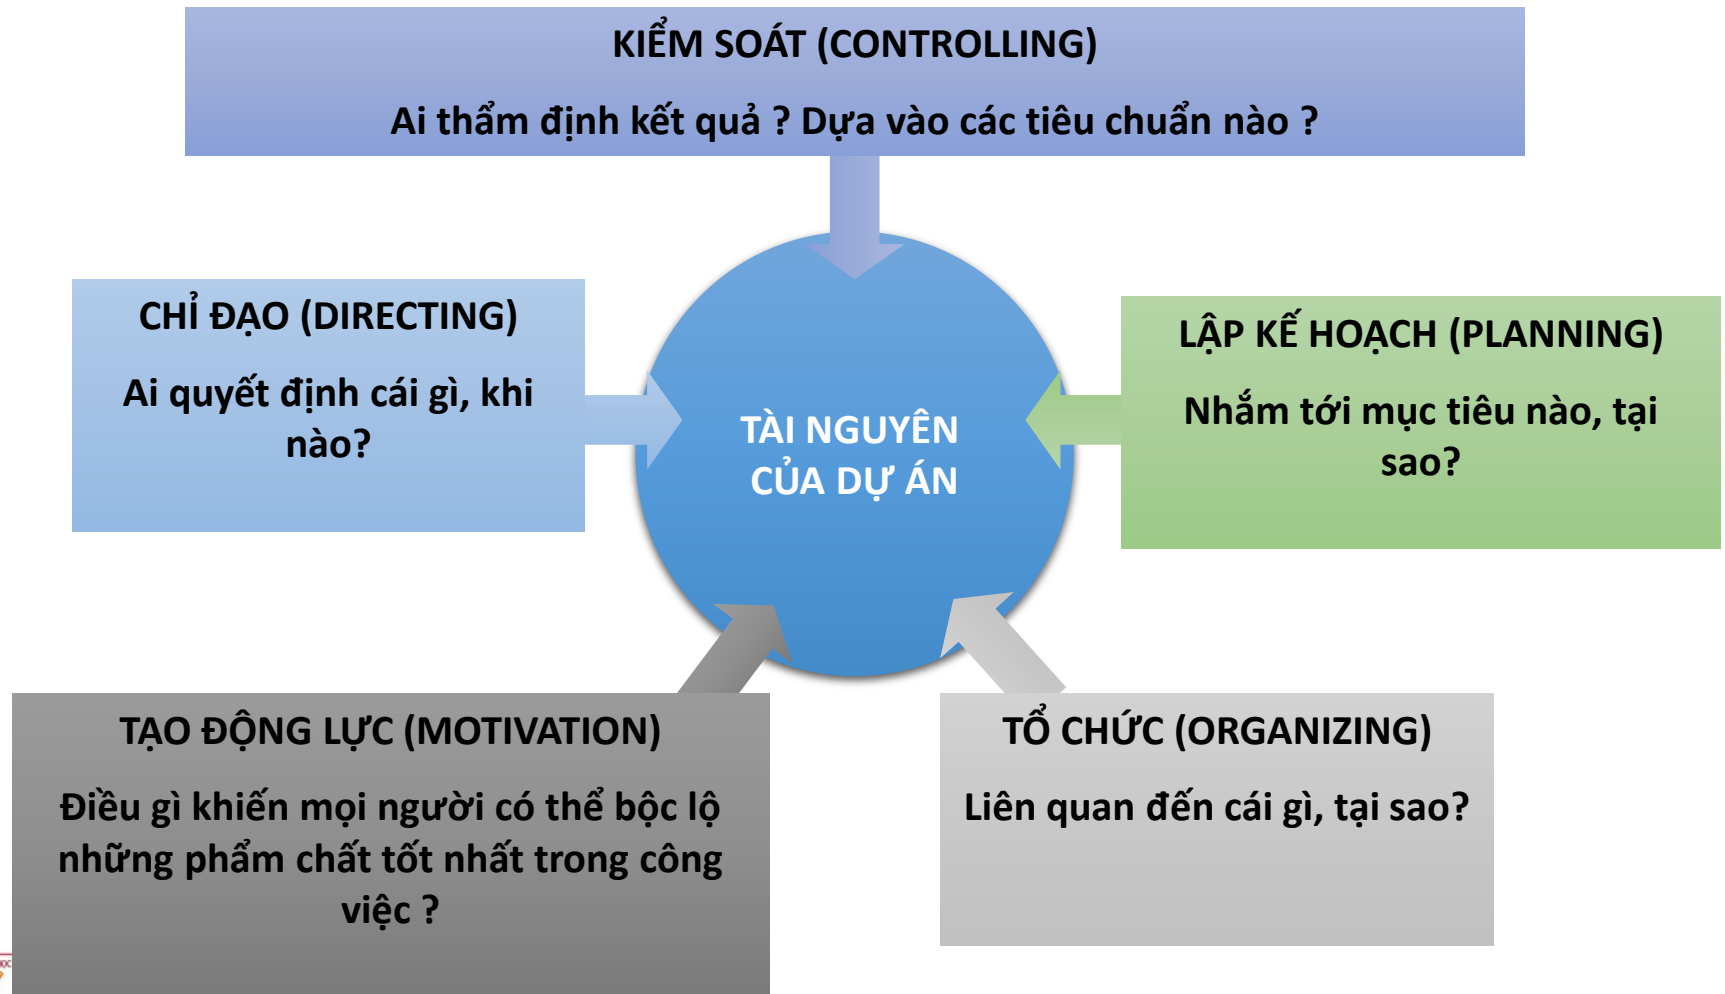 KIỂM SOÁT (CONTROLLING)
Ai thẩm định kết quả ? Dựa vào các tiêu chuẩn nào ?
CHỈ ĐẠO (DIRECTING)
Ai quyết định cái gì, khi
nào?
LẬP KẾ HOẠCH (PLANNING)
Nhắm tới mục tiêu nào, tại
sao?
TÀI NGUYÊN
CỦA DỰ ÁN
TẠO ĐỘNG LỰC (MOTIVATION)
Điều gì khiến mọi người có thể bộc lộ
những phẩm chất tốt nhất trong công
việc ?
TỔ CHỨC (ORGANIZING)
Liên quan đến cái gì, tại sao?